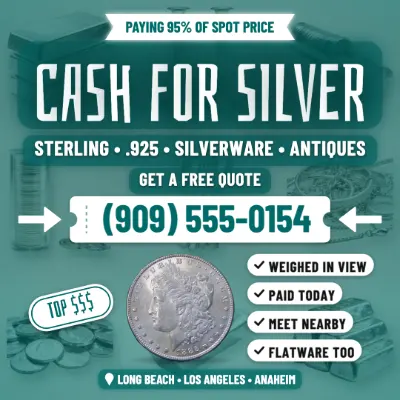 PAYING 95% OF SPOT PRICE
CASH FOR SILVER
STERLING • .925 • SILVERWARE • ANTIQUES
GET A FREE QUOTE
(909) 555-0154
WEIGHED IN VIEW
PAID TODAY
MEET NEARBY
FLATWARE TOO
TOP $$$
LONG BEACH • LOS ANGELES • ANAHEIM